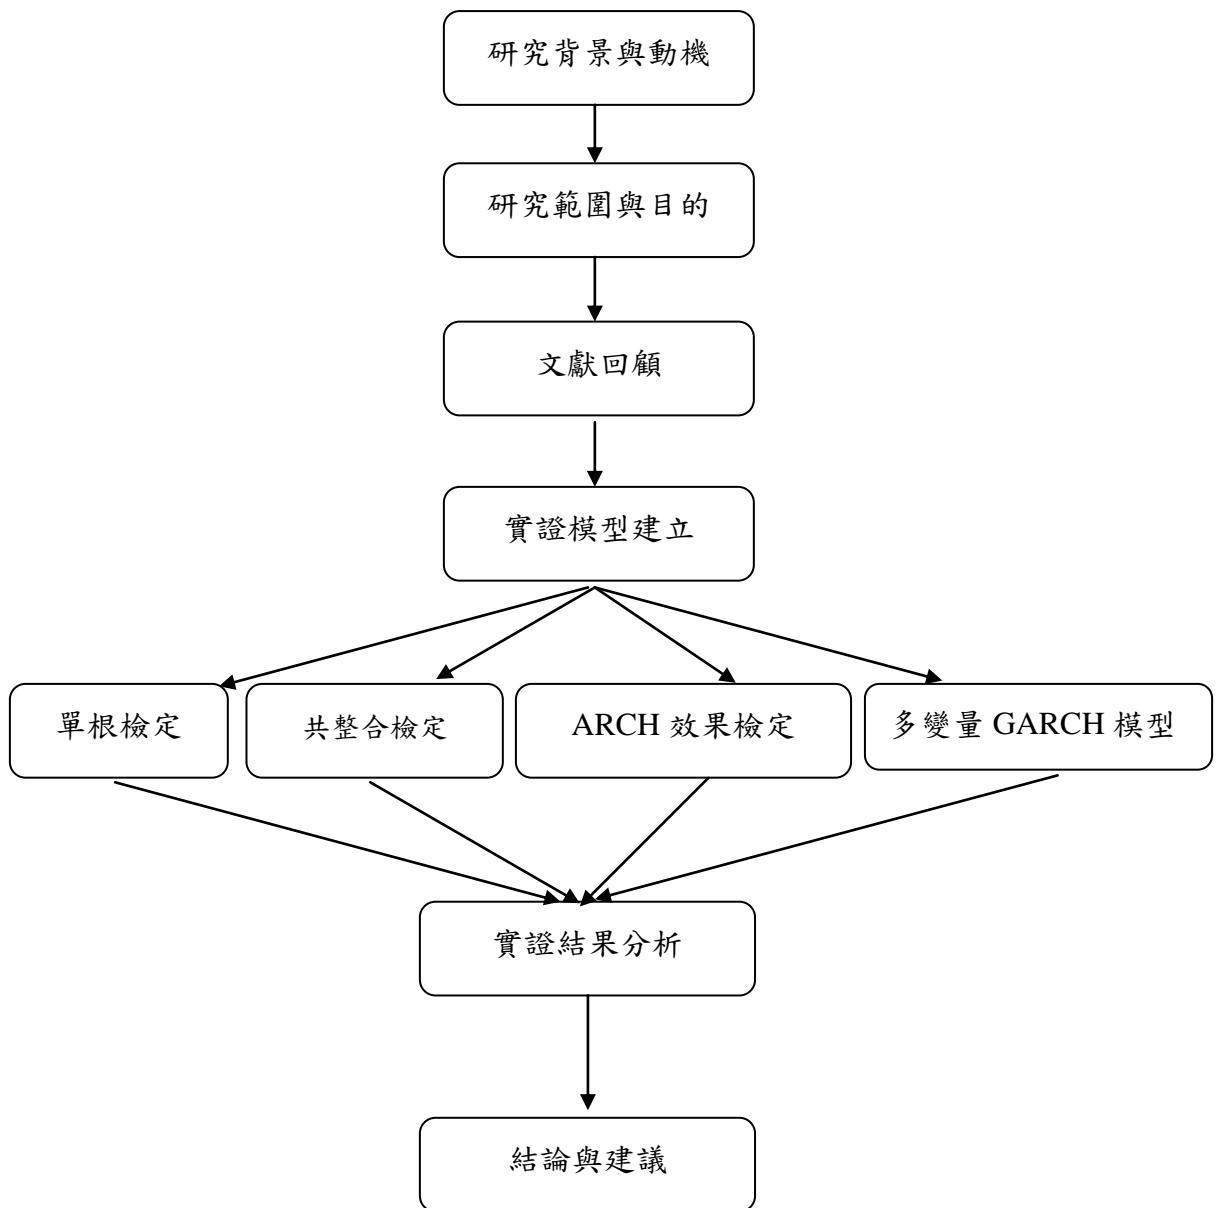 研究背景與動機
研究範圍與目的
文獻回顧
實證模型建立
單根檢定
共整合檢定
ARCH 效果檢定
多變量 GARCH 模型
實證結果分析
結論與建議